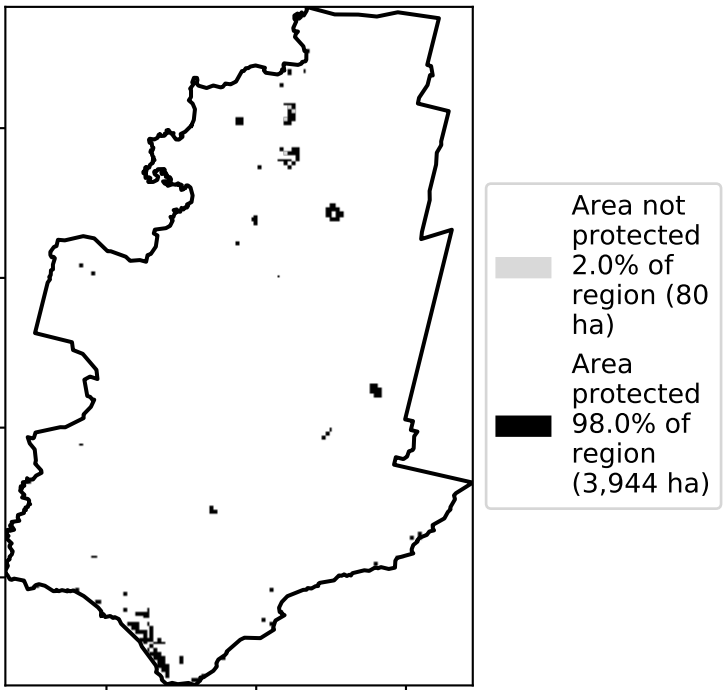 Area not
protected
2.0% of
region (80
ha)
Area
protected
98.0% of
region
(3,944 ha)